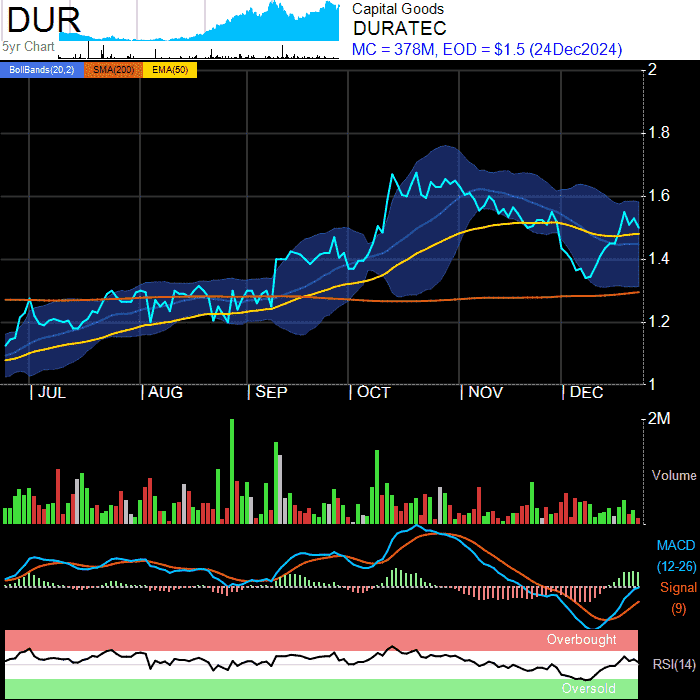 DUR
5yr Chart
Capital Goods
DURATEC
MC = 378M, EOD = $1.5 (24Dec2024)
BollBands(20,2) SMA(200) EMA(50)
2
1.8
1.6
1.4
1.2
1
JUL AUG SEP OCT NOV DEC
2M
Volume
MACD
(12-26)
Signal
(9)
Overbought
RSI(14)
Oversold